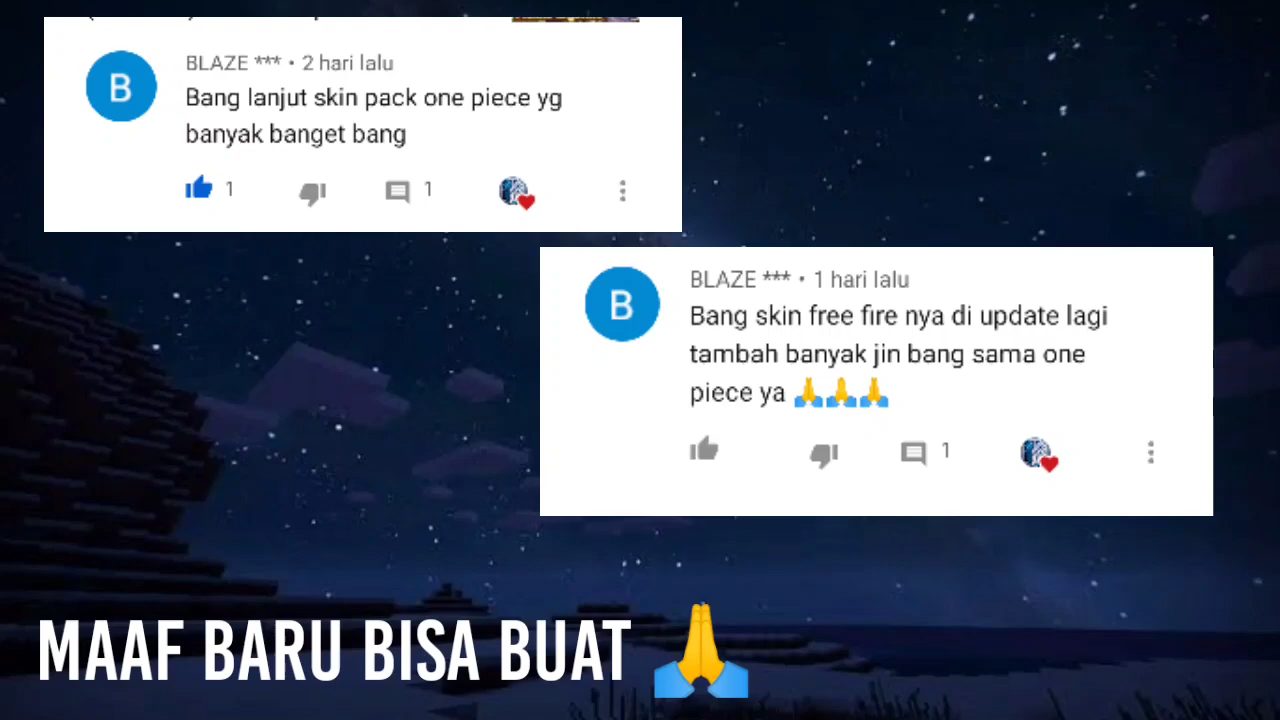 BLAZE *** • 2 hari lalu
Bang lanjut skin pack one piece yg
banyak banget bang
1
1
B
BLAZE *** • 1 hari lalu
Bang skin free fire nya di update lagi
tambah banyak jin bang sama one
piece ya 🙏🙏🙏
1
B
MAAF BARU BISA BUAT 🙏